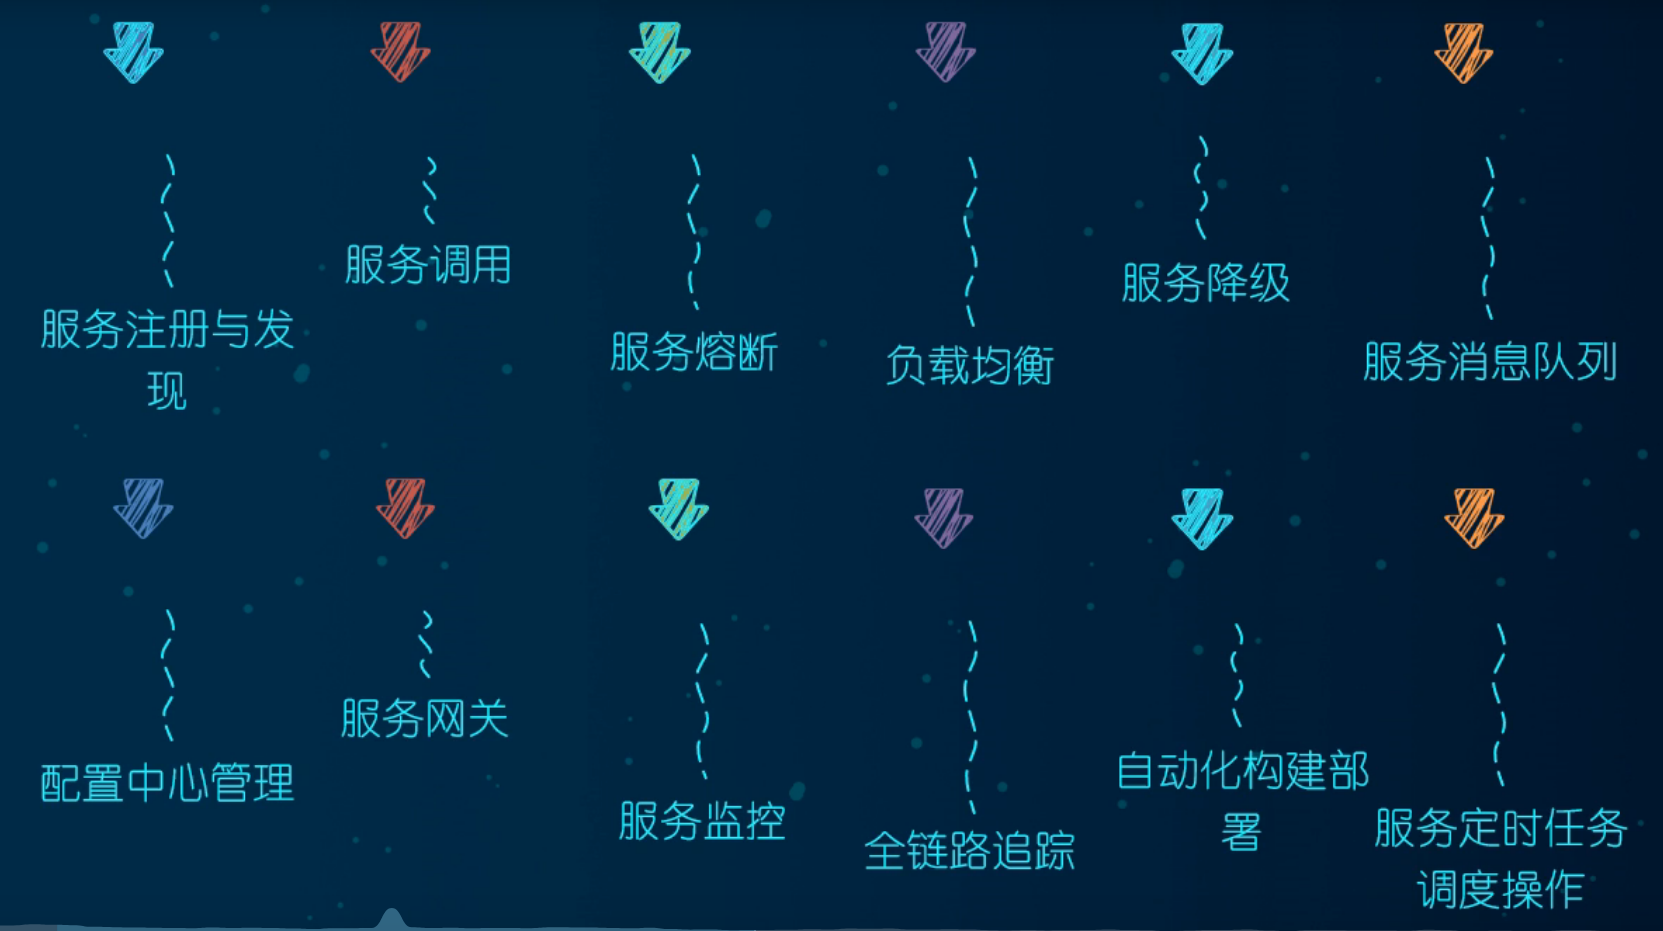 服务注册与发
现
服务调用
服务熔断
负载均衡
服务降级
服务消息队列
配置中心管理
服务网关
服务监控
全链路追踪
自动化构建部
署
服务定时任务
调度操作